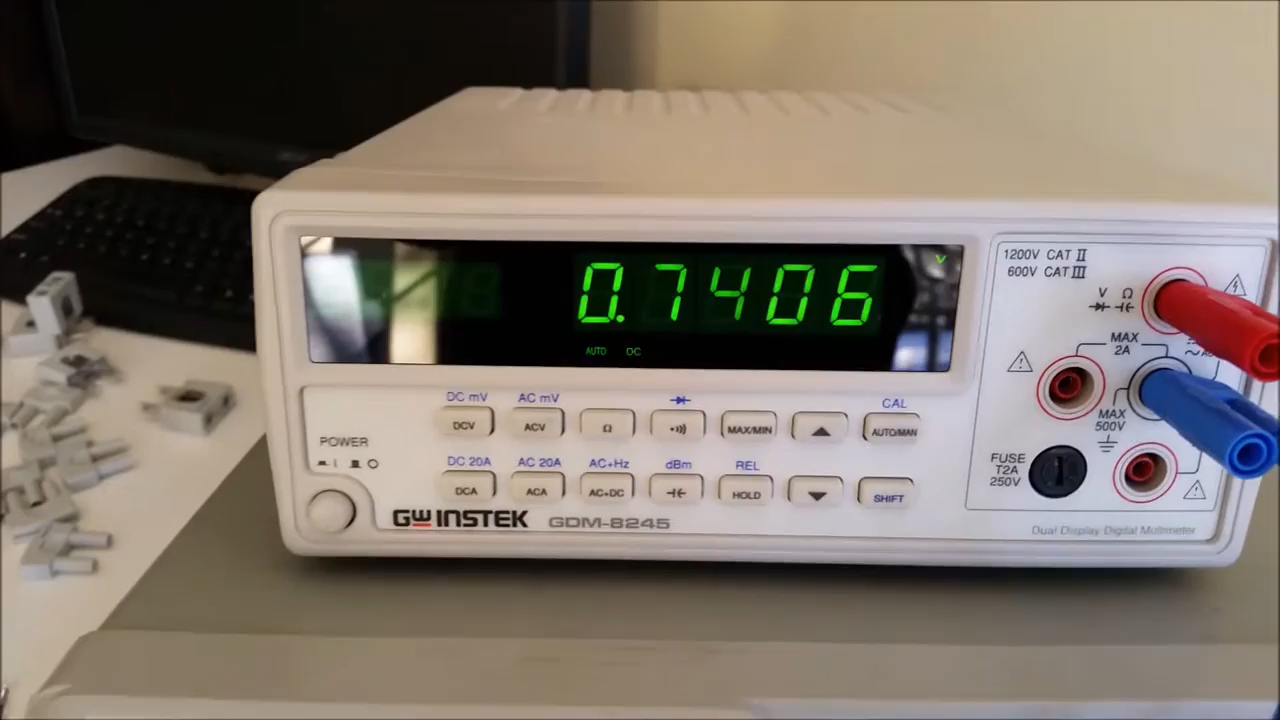 0.7406
V
AUTO DC
1200V CAT II
600V CAT III
V Ω
MAX
2A
MAX
500V
FUSE
T2A
250V
DC mV AC mV CAL
DCV ACV Ω MAX/MIN AUTO/MAN
POWER
DC 20A AC 20A AC+Hz dBm REL
DCA ACA AC+DC HOLD SHIFT
GW INSTEK GDM-8245
Dual Display Digital Multimeter